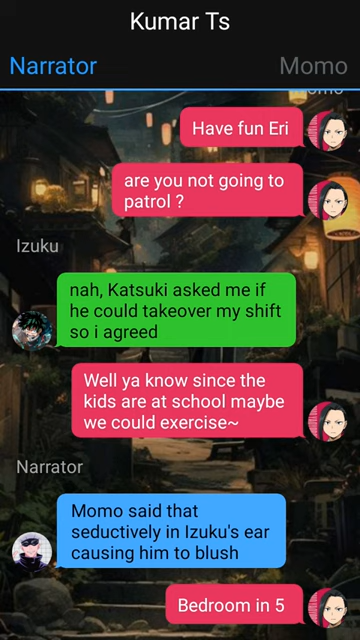 Kumar Ts
Narrator
Momo
Momo
Have fun Eri
are you not going to
patrol ?
Izuku
nah, Katsuki asked me if
he could takeover my shift
so i agreed
Well ya know since the
kids are at school maybe
we could exercise~
Narrator
Momo said that
seductively in Izuku's ear
causing him to blush
Bedroom in 5